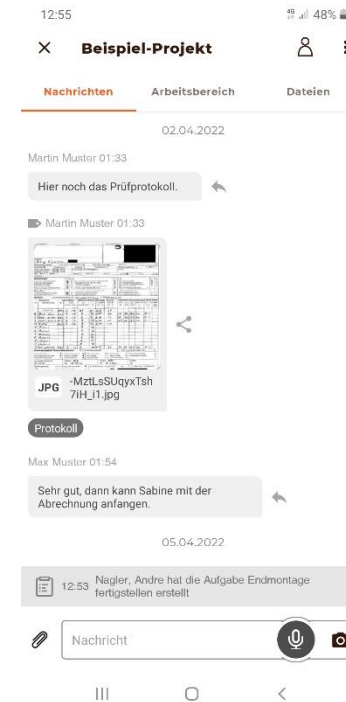 12:55
4G
48%
Beispiel-Projekt
Nachrichten
Arbeitsbereich
Dateien
02.04.2022
Martin Muster 01:33
Hier noch das Prüfprotokoll.
Martin Muster 01:33
JPG
-MztLsSUqyxTsh
7iH_i1.jpg
Protokoll
Max Muster 01:54
Sehr gut, dann kann Sabine mit der
Abrechnung anfangen.
05.04.2022
12:53 Nagler, Andre hat die Aufgabe Endmontage
fertigstellen erstellt
Nachricht